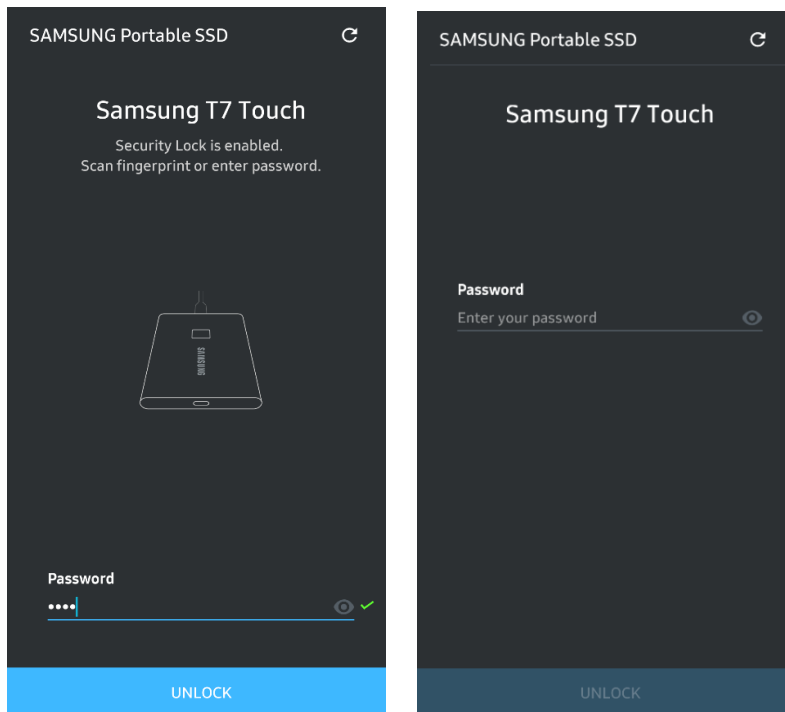 SAMSUNG Portable SSD
Samsung T7 Touch
Security Lock is enabled.
Scan fingerprint or enter password.
SAMSUNG
Password
••••
UNLOCK
SAMSUNG Portable SSD
Samsung T7 Touch
Password
Enter your password
UNLOCK